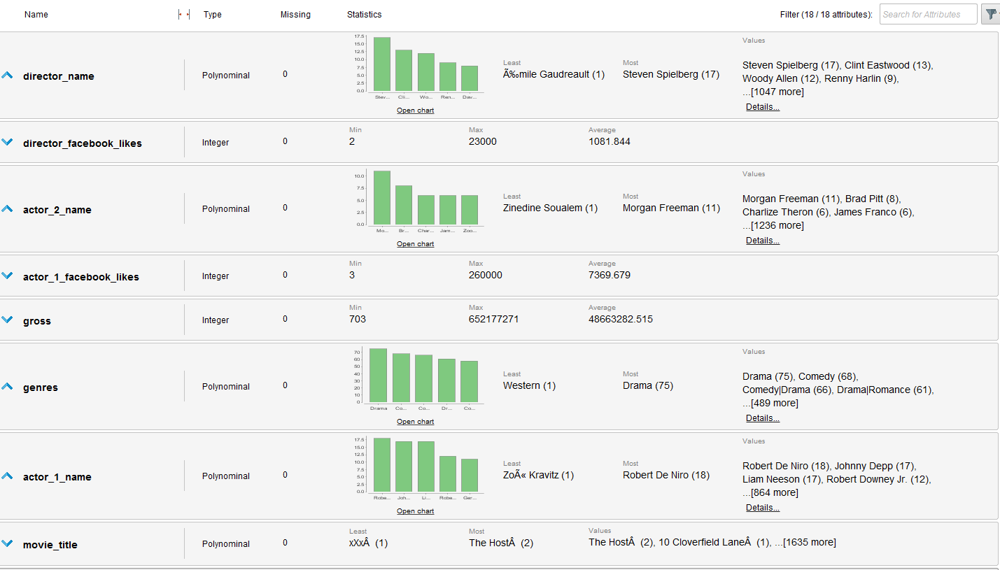 Name Type Missing Statistics Filter (18 / 18 attributes): Search for Attributes
director_name Polynominal 0
17.5
15.0
12.5
10.0
7.5
5.0
2.5
0.0
Stev... Cli... Wo... Ren... Dav...
Open chart
Least
Ã‰mile Gaudreault (1)
Most
Steven Spielberg (17)
Values
Steven Spielberg (17), Clint Eastwood (13),
Woody Allen (12), Renny Harlin (9),
...[1047 more]
Details...
director_facebook_likes Integer 0
Min
2
Max
23000
Average
1081.844
actor_2_name Polynominal 0
10.0
7.5
5.0
2.5
0.0
Mo... Br... Char... Jam... Zoo...
Open chart
Least
Zinedine Soualem (1)
Most
Morgan Freeman (11)
Values
Morgan Freeman (11), Brad Pitt (8),
Charlize Theron (6), James Franco (6),
...[1236 more]
Details...
actor_1_facebook_likes Integer 0
Min
3
Max
260000
Average
7369.679
gross Integer 0
Min
703
Max
652177271
Average
48663282.515
genres Polynominal 0
70
60
50
40
30
20
10
0
Drama Co... Co... Dr... Co...
Open chart
Least
Western (1)
Most
Drama (75)
Values
Drama (75), Comedy (68),
Comedy|Drama (66), Drama|Romance (61),
...[489 more]
Details...
actor_1_name Polynominal 0
17.5
15.0
12.5
10.0
7.5
5.0
2.5
0.0
Robe... Joh... Li... Robe... Ger...
Open chart
Least
ZoÃ« Kravitz (1)
Most
Robert De Niro (18)
Values
Robert De Niro (18), Johnny Depp (17),
Liam Neeson (17), Robert Downey Jr. (12),
...[864 more]
Details...
movie_title Polynominal 0
Least
xXxÂ  (1)
Most
The HostÂ  (2)
Values
The HostÂ  (2), 10 Cloverfield LaneÂ  (1), ...[1635 more]